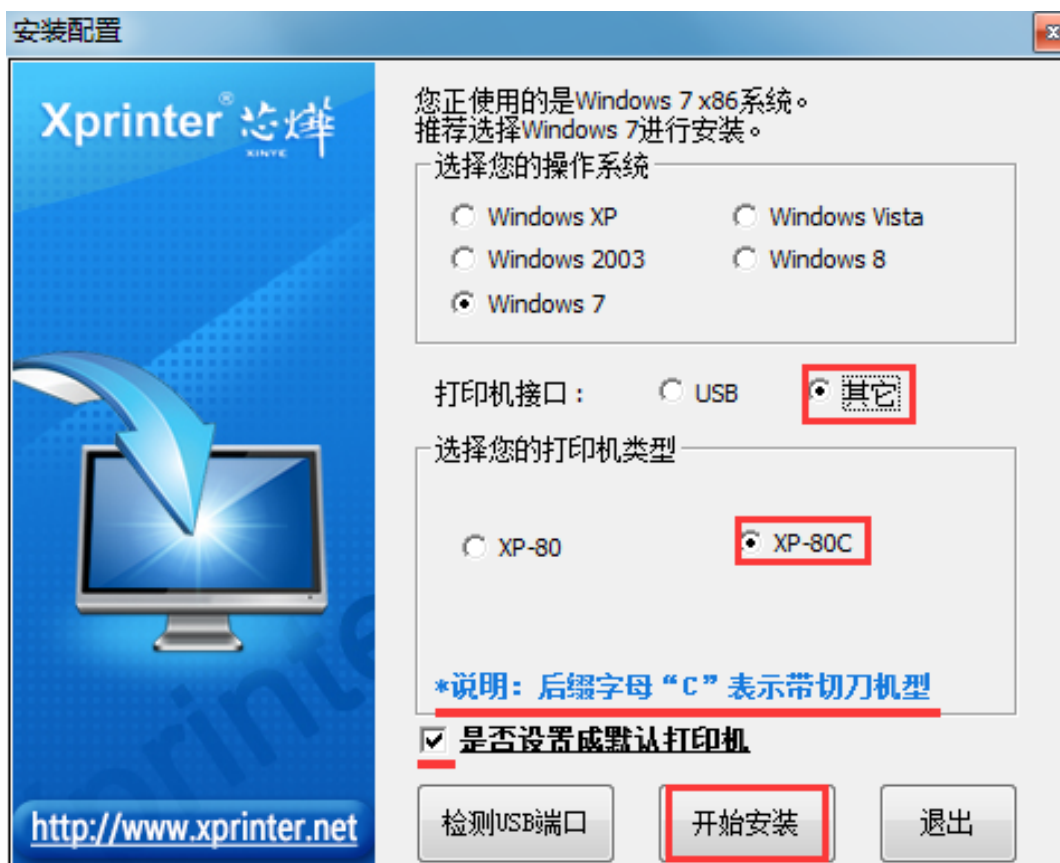 安装配置
Xprinter® 芯烨
XINYE
您正使用的是Windows 7 x86系统。
推荐选择Windows 7进行安装。
选择您的操作系统
Windows XP
Windows Vista
Windows 2003
Windows 8
Windows 7
打印机接口：
USB
其它
选择您的打印机类型
XP-80
XP-80C
*说明：后缀字母“C”表示带切刀机型
是否设置成默认打印机
http://www.xprinter.net
检测USB端口
开始安装
退出